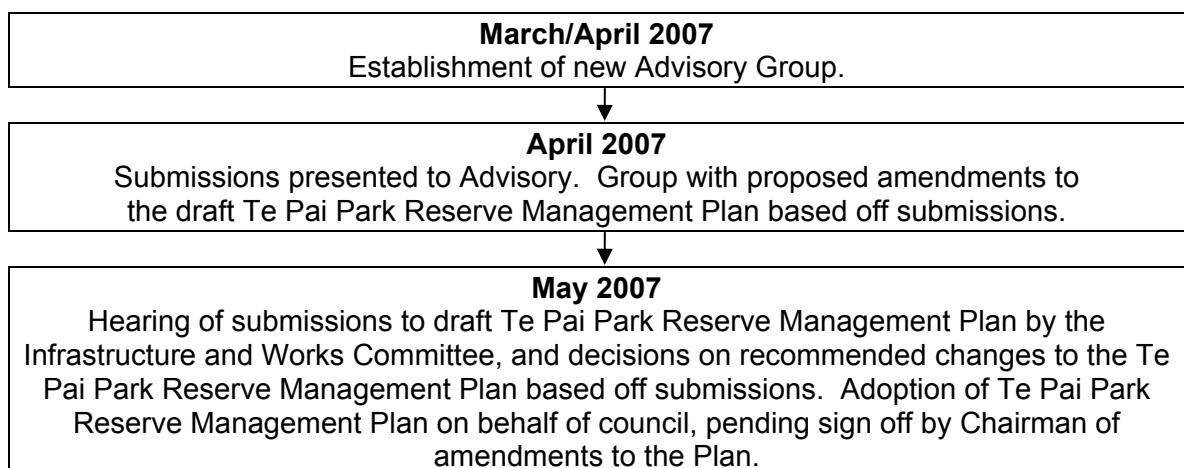 March/April 2007
Establishment of new Advisory Group.
April 2007
Submissions presented to Advisory.  Group with proposed amendments to
the draft Te Pai Park Reserve Management Plan based off submissions.
May 2007
Hearing of submissions to draft Te Pai Park Reserve Management Plan by the
Infrastructure and Works Committee, and decisions on recommended changes to the Te
Pai Park Reserve Management Plan based off submissions.  Adoption of Te Pai Park
Reserve Management Plan on behalf of council, pending sign off by Chairman of
amendments to the Plan.